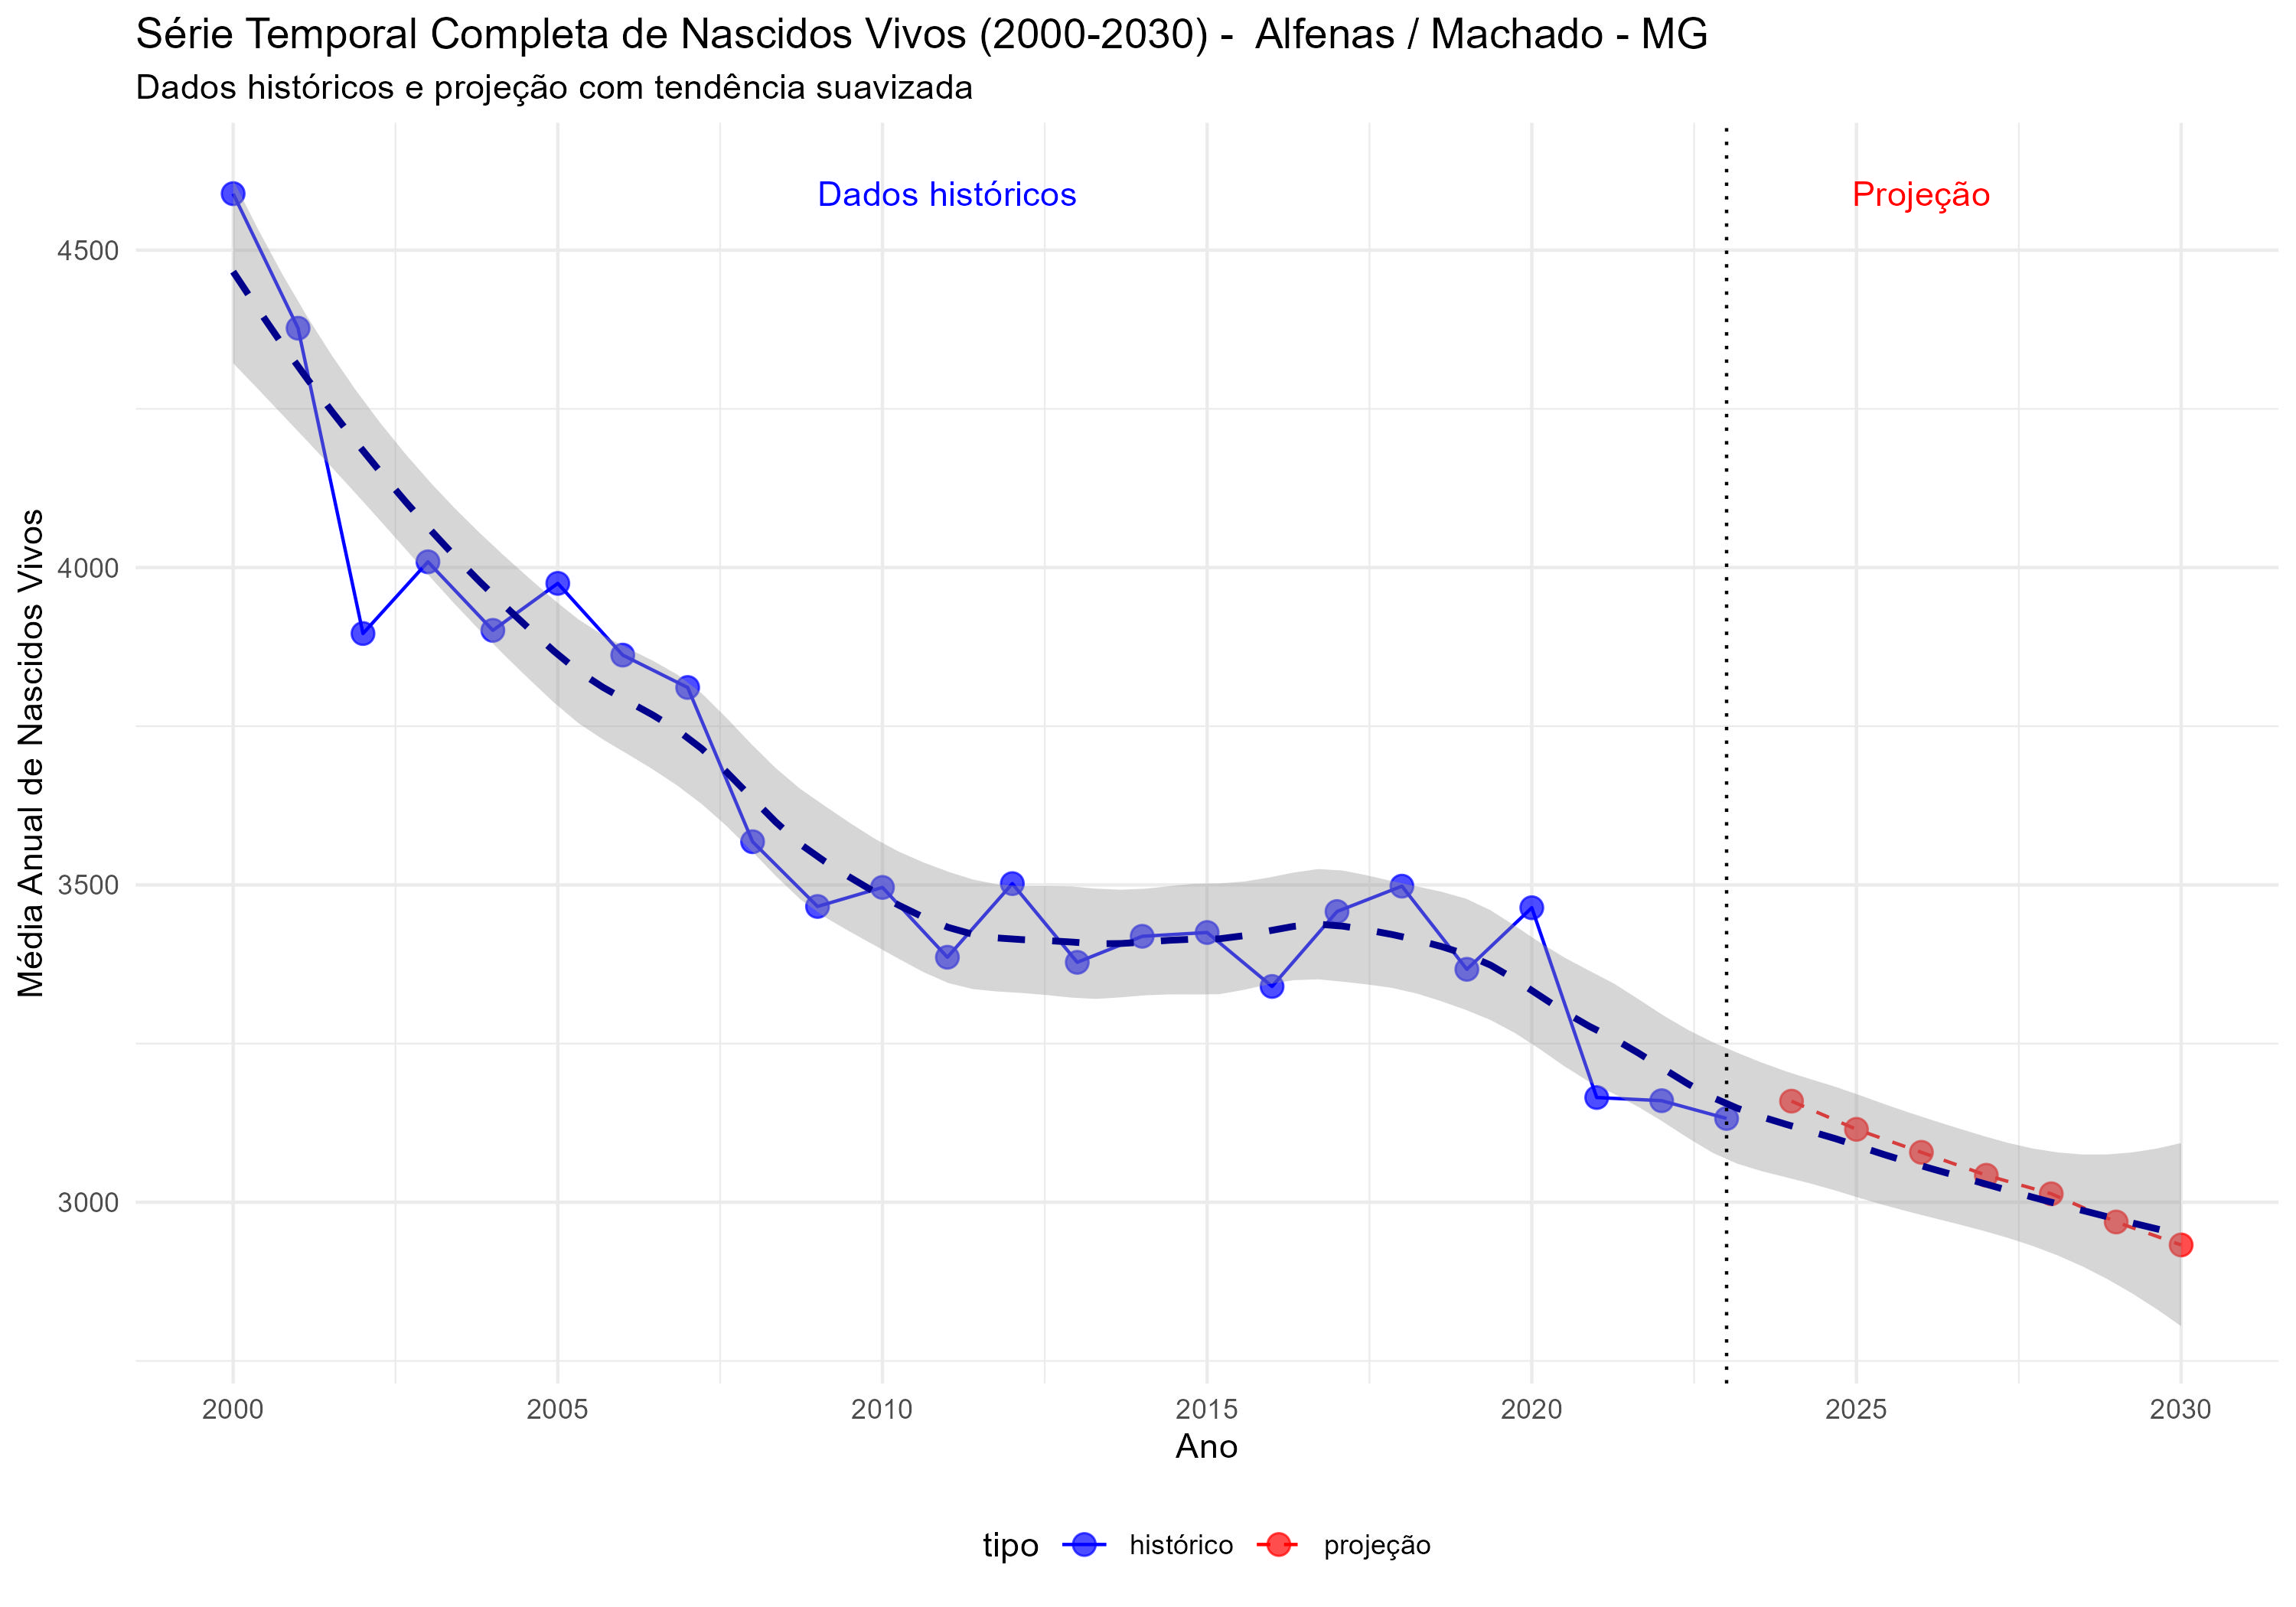 Série Temporal Completa de Nascidos Vivos (2000-2030) -  Alfenas / Machado - MG
Dados históricos e projeção com tendência suavizada
Dados históricos
Projeção
Média Anual de Nascidos Vivos
4500
4000
3500
3000
2000
2005
2010
2015
2020
2025
2030
Ano
tipo
histórico
projeção